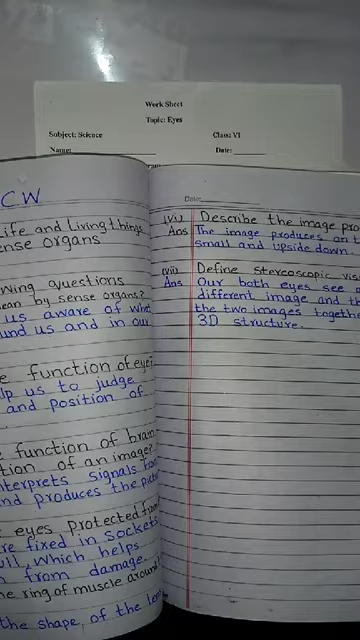 Work Sheet
Topic: Eyes
Subject: Science
Class: VI
Name:
Date:
CW
Life and Living things
ense organs
wing questions
ean by sense organs?
us aware of what
und us and in our
e function of eye?
lp us to judge
and position of
e function of brain
tion of an image?
nterprets signals from
nd produces the
e eyes protected from
re fixed in sockets
ull, which helps
from damage.
he ring of muscle around
the shape of the lens
Date:
(vi) Describe the image pro
Ans The image produces on t
small and upside down.
(vii) Define stereoscopic vis
Ans Our both eyes see a
different image and th
the two images togethe
3D structure.